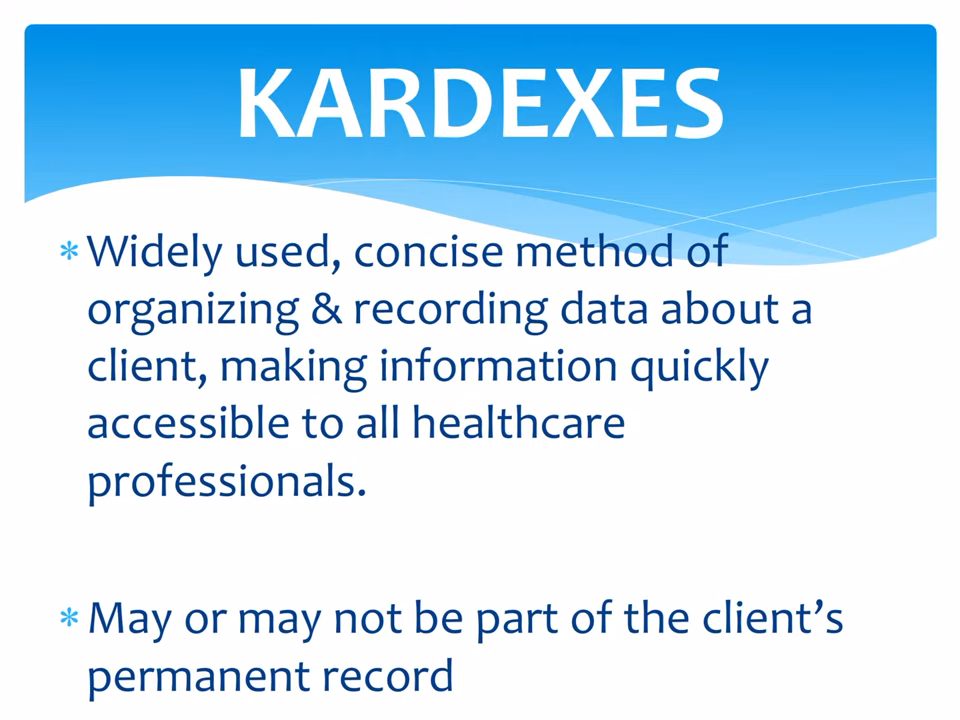 KARDEXES
* Widely used, concise method of
organizing & recording data about a
client, making information quickly
accessible to all healthcare
professionals.
* May or may not be part of the client’s
permanent record